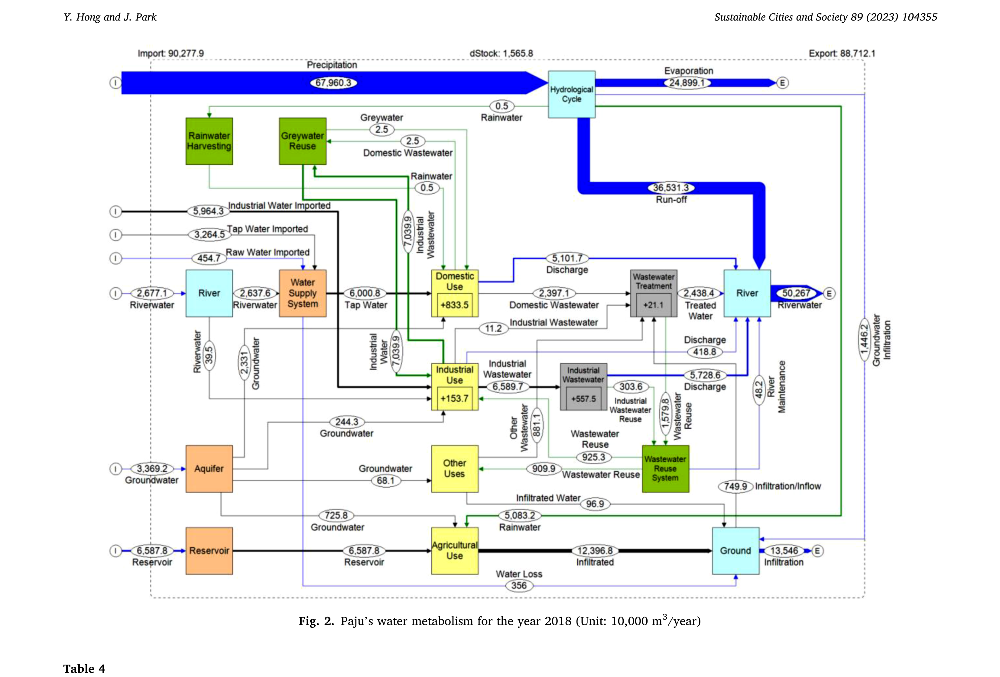 Y. Hong and J. Park
Sustainable Cities and Society 89 (2023) 104355
Import: 90,277.9
dStock: 1,565.8
Export: 88,712.1
Precipitation
I
67,960.3
Hydrological
Cycle
Evaporation
24,899.1
E
0.5
Rainwater
Rainwater
Harvesting
Greywater
Reuse
Greywater
2.5
2.5
Domestic Wastewater
Rainwater
0.5
36,531.3
Run-off
I
5,964.3
Industrial Water Imported
I
3,264.5
Tap Water Imported
I
454.7
Raw Water Imported
7,039.9
Industrial
Wastewater
I
2,677.1
Riverwater
River
2,637.6
Riverwater
Water
Supply
System
6,000.8
Tap Water
Domestic
Use
+833.5
5,101.7
Discharge
2,397.1
Domestic Wastewater
Wastewater
Treatment
+21.1
2,438.4
Treated
Water
River
50,267
Riverwater
E
11.2
Industrial Wastewater
Riverwater
39.5
2,331
Groundwater
Industrial
Water
7,039.9
Discharge
418.8
1,446.2
Groundwater
Infiltration
Industrial
Use
+153.7
Industrial
Wastewater
6,589.7
Industrial
Wastewater
+557.5
5,728.6
Discharge
303.6
Industrial
Wastewater
Reuse
1,579.8
Wastewater
Reuse
48.2
River
Maintenance
244.3
Groundwater
Other
Wastewater
881.1
Wastewater
Reuse
925.3
I
3,369.2
Groundwater
Aquifer
Groundwater
68.1
Other
Uses
909.9
Wastewater Reuse
Wastewater
Reuse
System
749.9
Infiltration/Inflow
Infiltrated Water
96.9
725.8
Groundwater
5,083.2
Rainwater
I
6,587.8
Reservoir
Reservoir
6,587.8
Reservoir
Agricultural
Use
12,396.8
Infiltrated
Ground
13,546
Infiltration
E
Water Loss
356
Fig. 2. Paju's water metabolism for the year 2018 (Unit: 10,000 m³/year)
Table 4